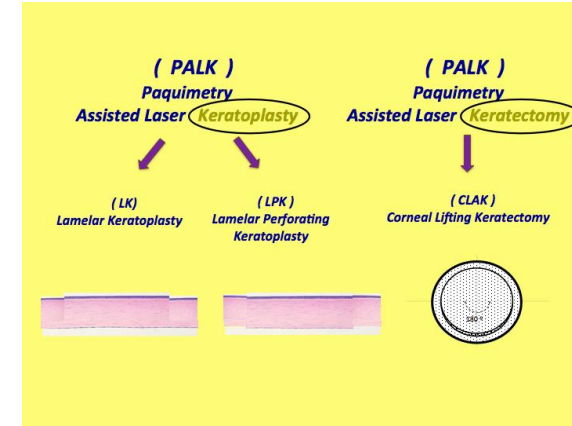 ( PALK )
Paquimetry
Assisted Laser Keratoplasty
( PALK )
Paquimetry
Assisted Laser Keratectomy
( LK)
Lamelar Keratoplasty
( LPK )
Lamelar Perforating
Keratoplasty
( CLAK )
Corneal Lifting Keratectomy
180 º